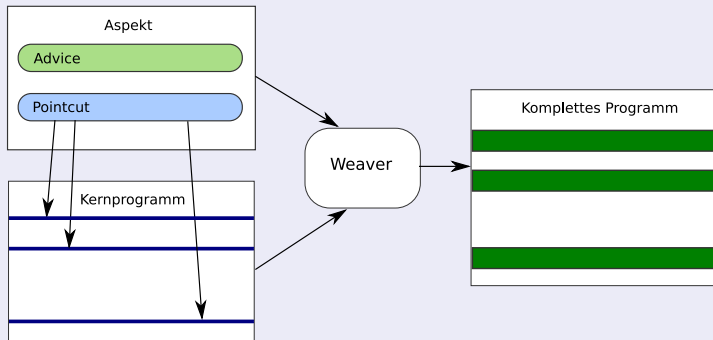 Aspekt
Advice
Pointcut
Kernprogramm
Weaver
Komplettes Programm